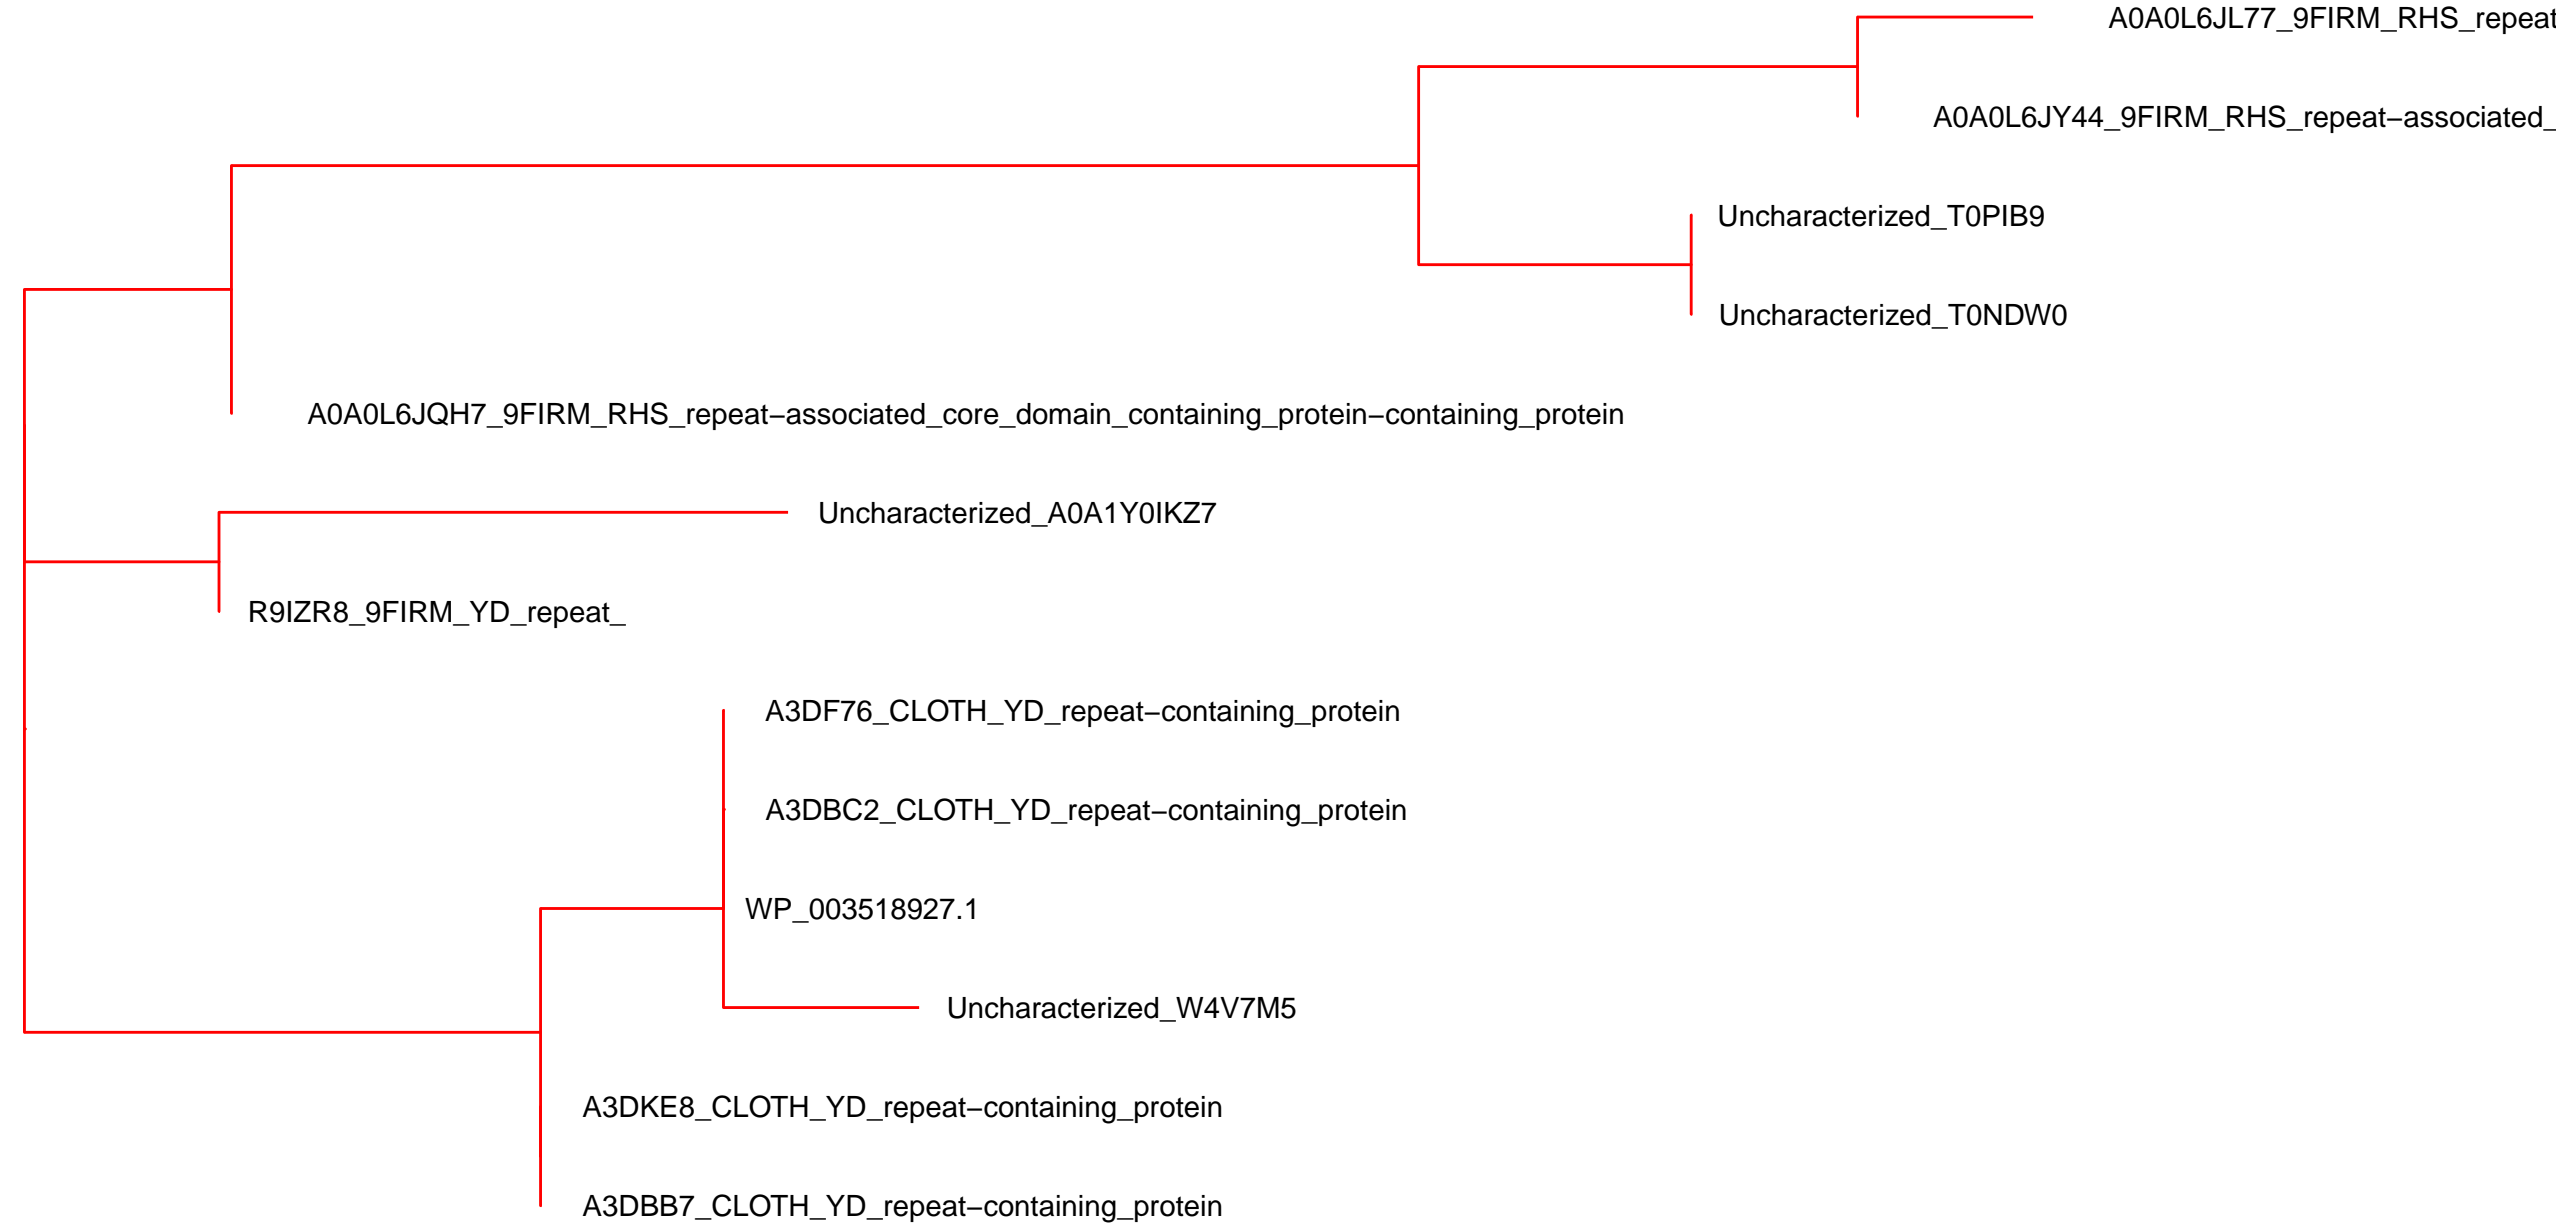 A0A0L6JL77_9FIRM_RHS_repeat
A0A0L6JY44_9FIRM_RHS_repeat−associated_
Uncharacterized_T0PIB9
Uncharacterized_T0NDW0
A0A0L6JQH7_9FIRM_RHS_repeat−associated_core_domain_containing_protein−containing_protein
Uncharacterized_A0A1Y0IKZ7
R9IZR8_9FIRM_YD_repeat_
A3DF76_CLOTH_YD_repeat−containing_protein
A3DBC2_CLOTH_YD_repeat−containing_protein
WP_003518927.1
Uncharacterized_W4V7M5
A3DKE8_CLOTH_YD_repeat−containing_protein
A3DBB7_CLOTH_YD_repeat−containing_protein